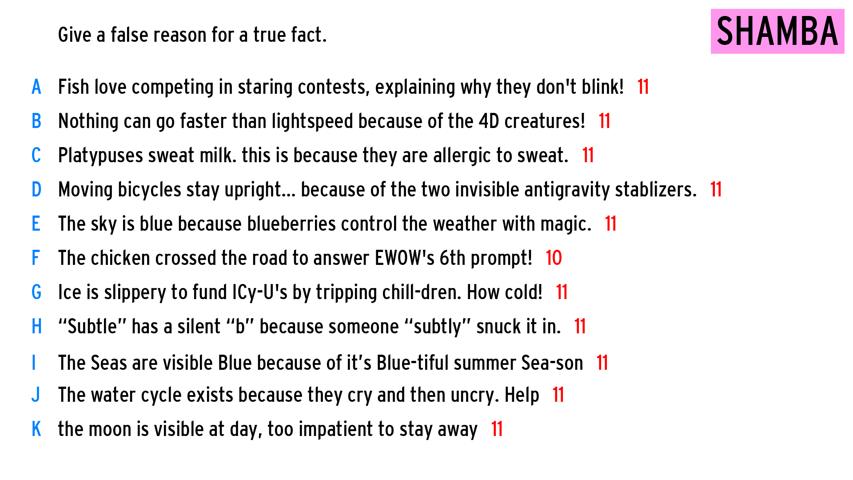 Give a false reason for a true fact.
SHAMBA
A Fish love competing in staring contests, explaining why they don't blink! 11
B Nothing can go faster than lightspeed because of the 4D creatures! 11
C Platypuses sweat milk. this is because they are allergic to sweat. 11
D Moving bicycles stay upright... because of the two invisible antigravity stablizers. 11
E The sky is blue because blueberries control the weather with magic. 11
F The chicken crossed the road to answer EWOW's 6th prompt! 10
G Ice is slippery to fund ICy-U's by tripping chill-dren. How cold! 11
H “Subtle” has a silent “b” because someone “subtly” snuck it in. 11
I The Seas are visible Blue because of it’s Blue-tiful summer Sea-son 11
J The water cycle exists because they cry and then uncry. Help 11
K the moon is visible at day, too impatient to stay away 11